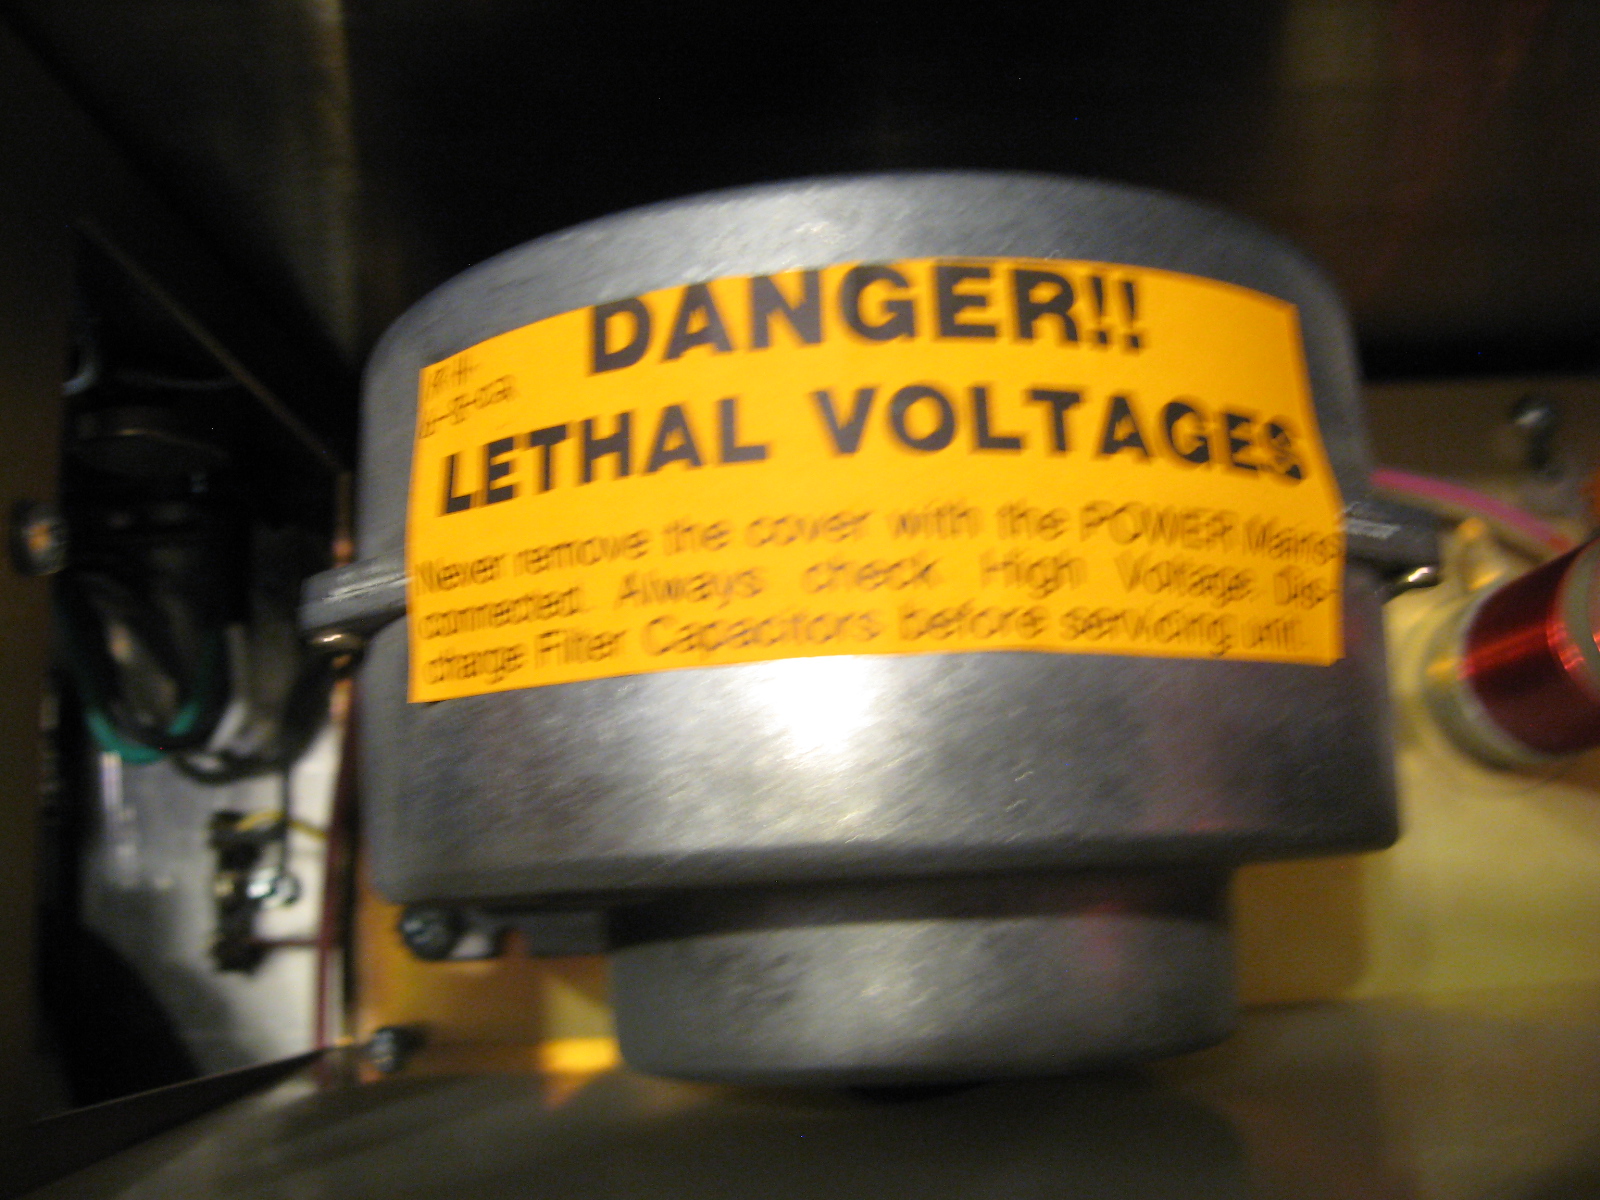 DANGER!!
LETHAL VOLTAGES
Never remove the cover with the POWER Mains
connected. Always check High Voltage Dis-
charge Filter Capacitors before servicing unit.